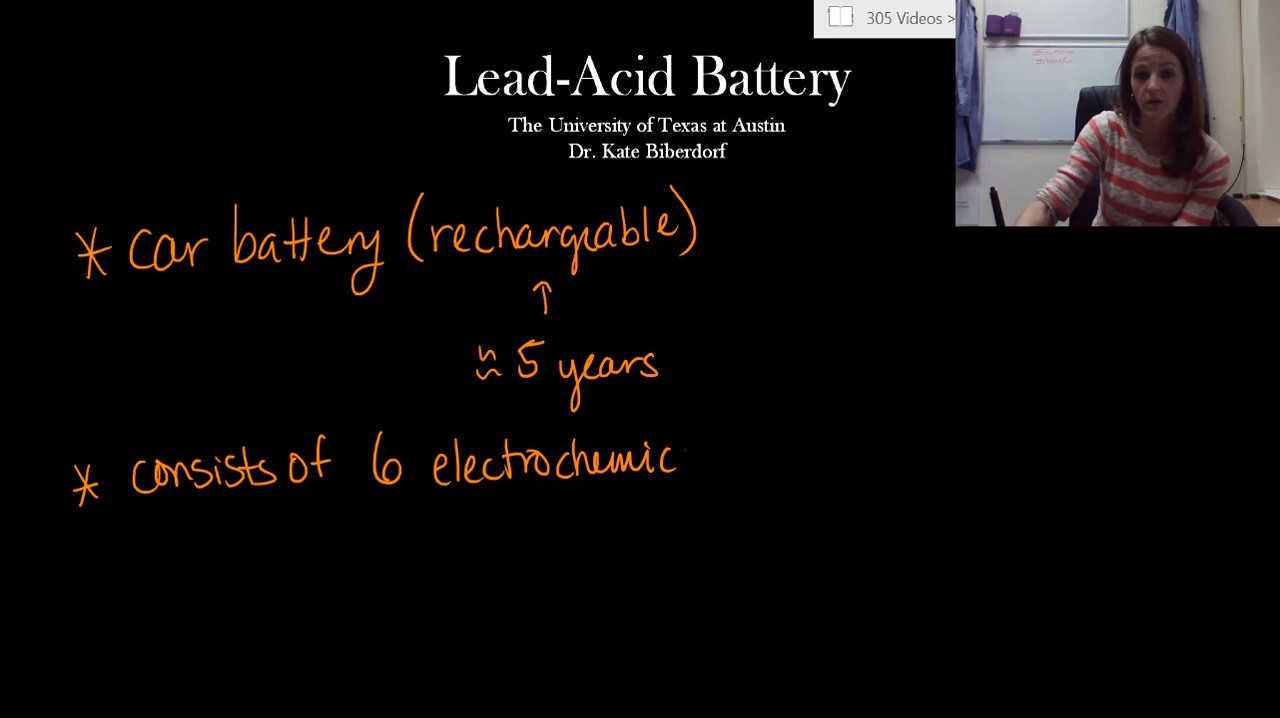 305 Videos >
Lead-Acid Battery
The University of Texas at Austin
Dr. Kate Biberdorf
* car battery (rechargeable)
↑
≈ 5 years
* consists of 6 electrochemic